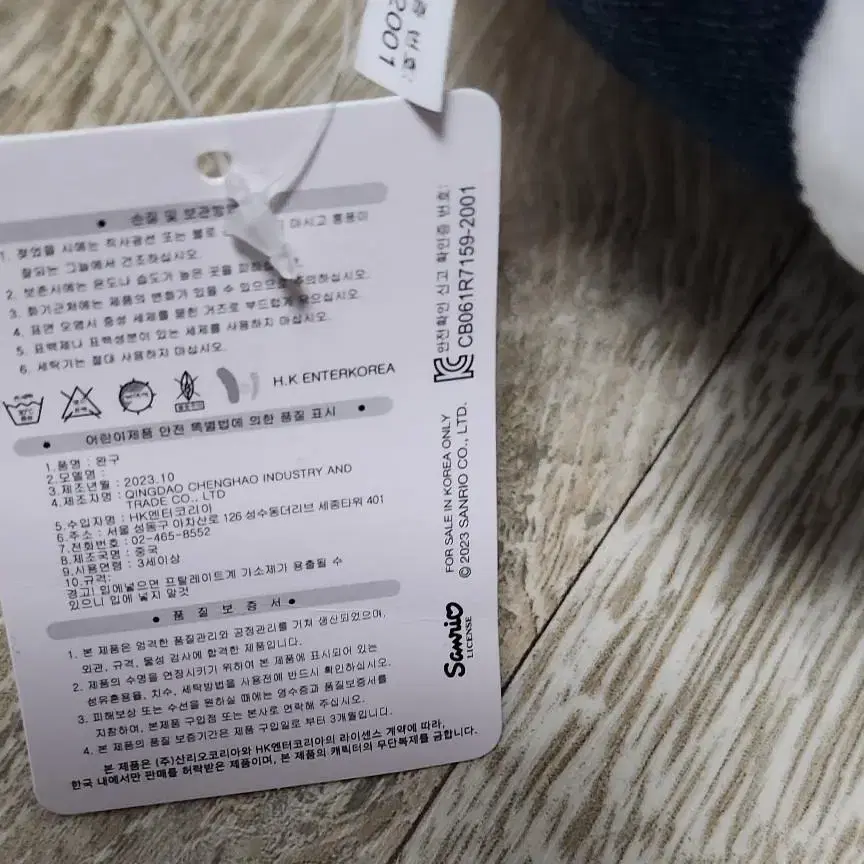 2001
손질 및 보관방법
1. 젖었을 시에는 직사광선 또는 불로 마시고 통풍이
잘되는 그늘에서 건조하십시오.
2. 보존시에는 온도나 습도가 높은 곳을 피하십시오.
3. 화기근처에는 제품의 변화가 있을 수 있으므로 주의하십시오.
4. 표면 오염시 중성 세제를 묻힌 거즈로 부드럽게 닦으십시오.
5. 표백제나 표백성분이 있는 세제를 사용하지 마십시오.
6. 세탁기는 절대 사용하지 마십시오.
H.K ENTERKOREA
어린이제품 안전 특별법에 의한 품질 표시
1.품명 : 완구
2.모델명 :
3.제조년월 : 2023.10
4.제조자명 : QINGDAO CHENGHAO INDUSTRY AND
TRADE CO., LTD
5.수입자명 : HK엔터코리아
6.주소 : 서울 성동구 아차산로 126 성수동더리브 세종타워 401
7.전화번호 : 02-465-8552
8.제조국명 : 중국
9.사용연령 : 3세이상
10.규격:
경고! 입에넣으면 프탈레이트계 가소제가 용출될 수
있으니 입에 넣지 말것
품 질 보 증 서
1. 본 제품은 엄격한 품질관리와 공정관리를 거쳐 생산되었으며,
외관, 규격, 물성 검사에 합격한 제품입니다.
2. 제품의 수명을 연장시키기 위하여 본 제품에 표시되어 있는
섬유혼용율, 치수, 세탁방법을 사용전에 반드시 확인하십시오.
3. 피해보상 또는 수선을 원하실 때에는 영수증과 품질보증서를
지참하여, 본제품 구입점 또는 본사로 연락해 주십시오.
4. 본 제품의 품질 보증기간은 제품 구입일로 부터 3개월입니다.
본 제품은 (주)산리오코리아와 HK엔터코리아의 라이센스 계약에 따라,
한국 내에서만 판매를 허락받은 제품이며, 본 제품의 캐릭터의 무단복제를 금합니다.
안전확인 신고 확인증 번호:
CB061R7159-2001
FOR SALE IN KOREA ONLY
© 2023 SANRIO CO., LTD.
Sanrio
LICENSE